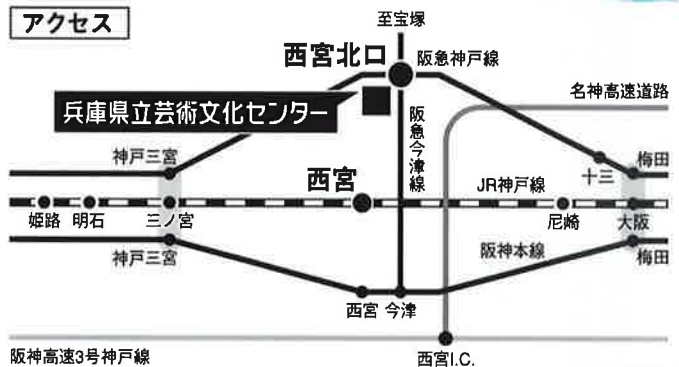 アクセス
至宝塚
西宮北口
阪急神戸線
名神高速道路
兵庫県立芸術文化センター
阪急今津線
神戸三宮
十三
梅田
西宮
JR神戸線
姫路
明石
三ノ宮
尼崎
大阪
神戸三宮
阪神本線
梅田
西宮
今津
阪神高速3号神戸線
西宮I.C.